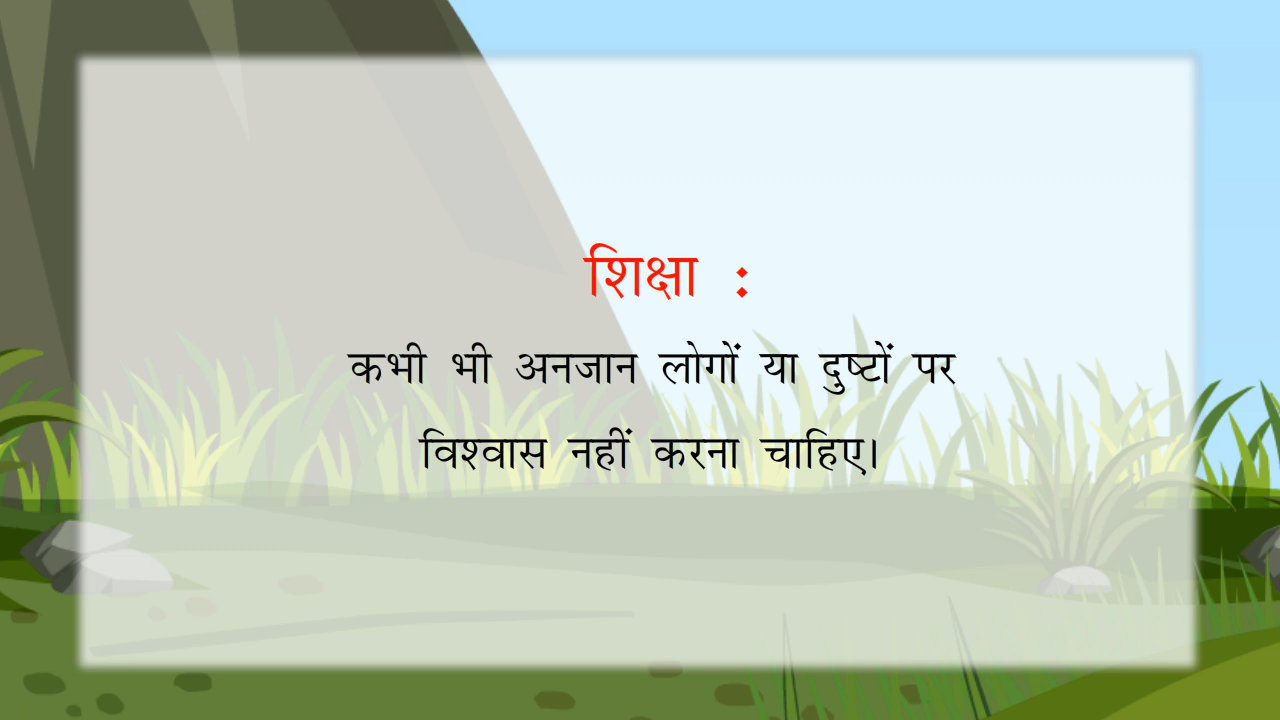 शिक्षा :
कभी भी अनजान लोगों या दुष्टों पर
विश्वास नहीं करना चाहिए।